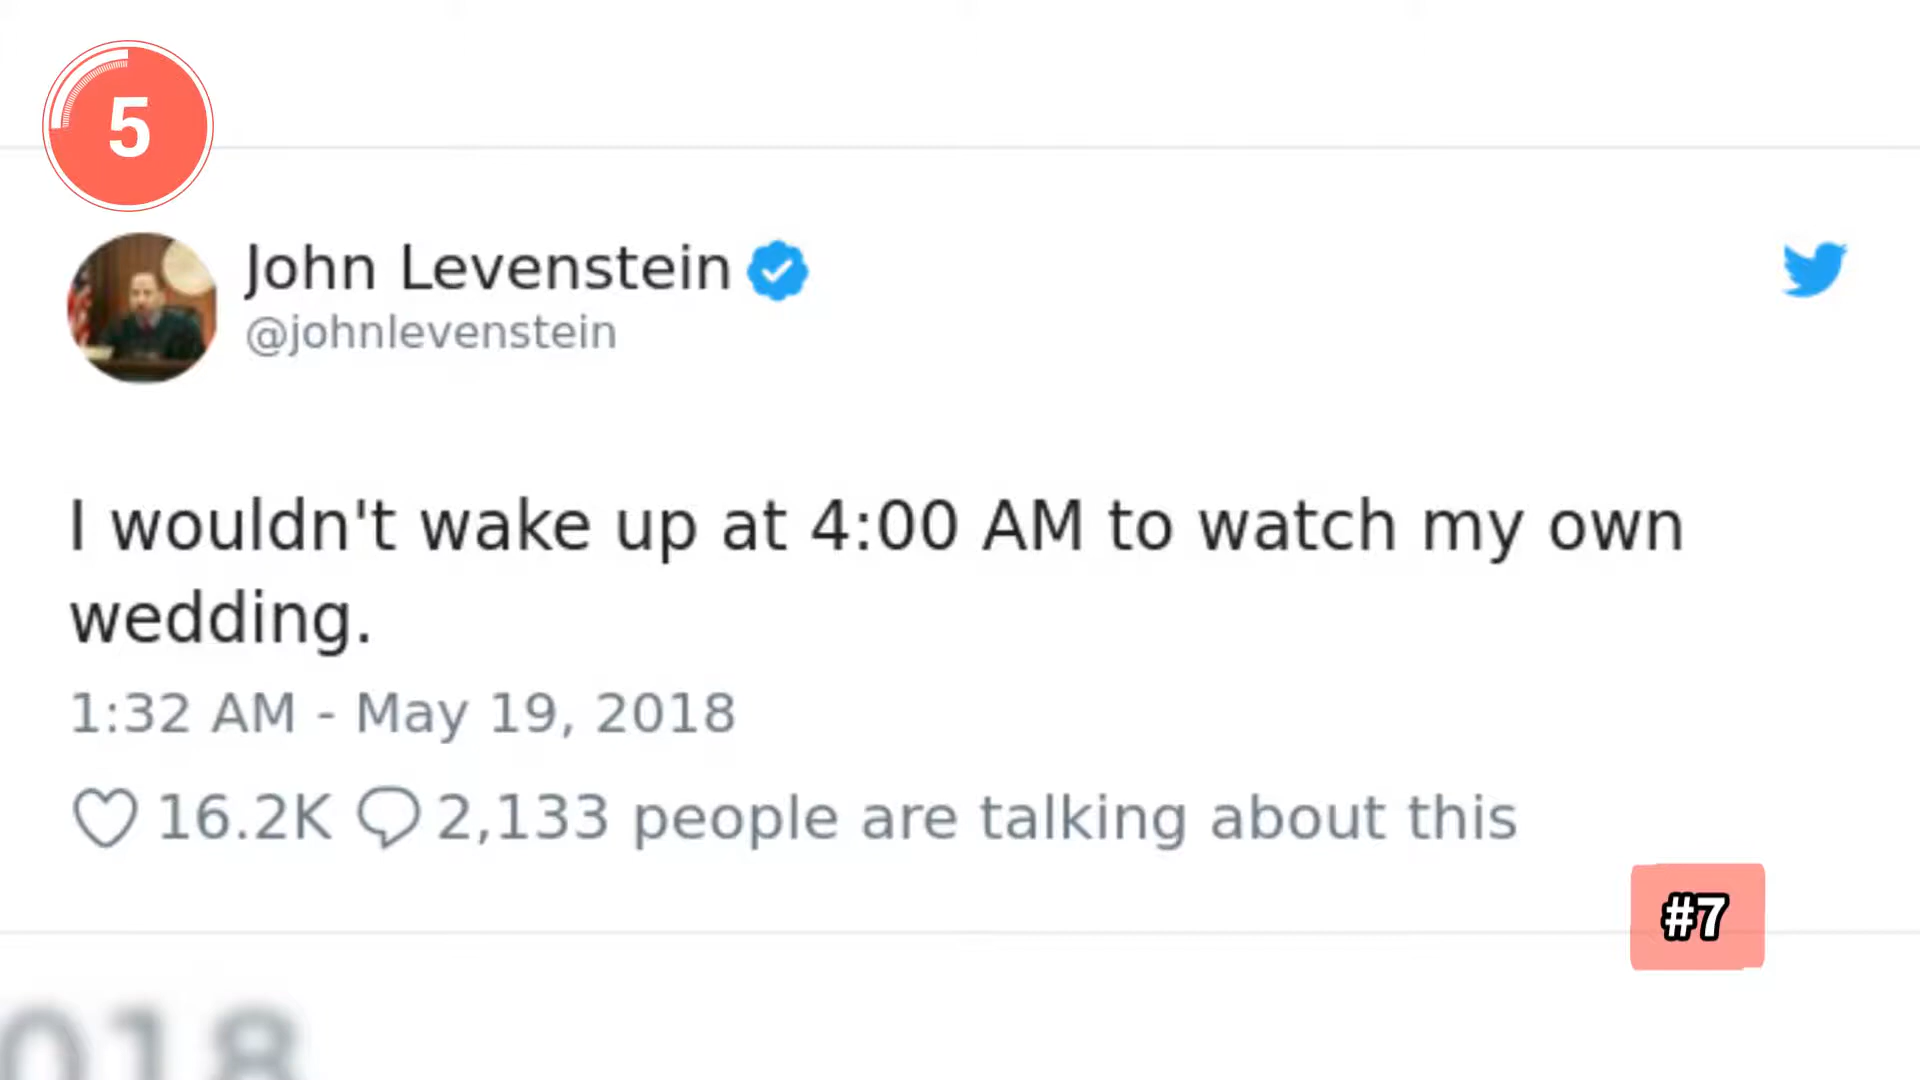 5
John Levenstein
@johnlevenstein
I wouldn't wake up at 4:00 AM to watch my own
wedding.
1:32 AM - May 19, 2018
16.2K 2,133 people are talking about this
#7
018